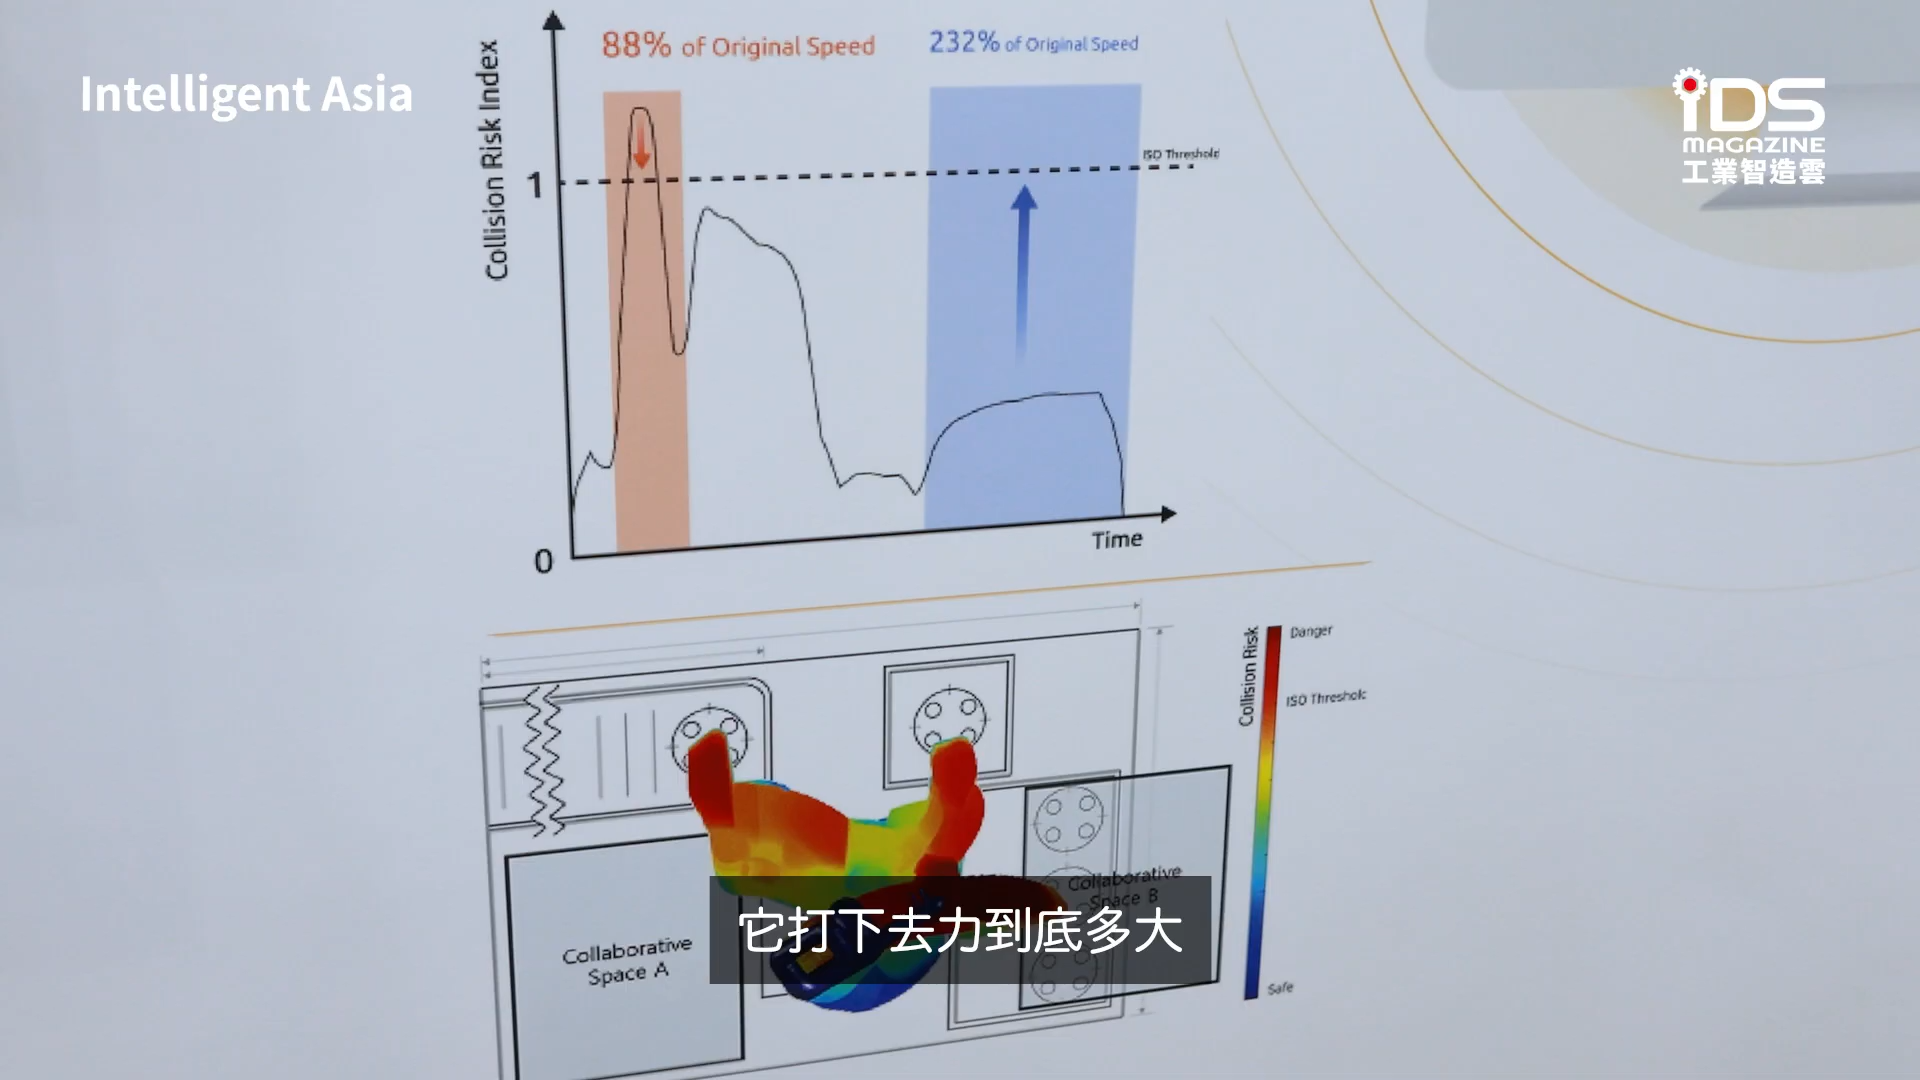 Intelligent Asia
iDS
MAGAZINE
工業智造雲
88% of Original Speed
232% of Original Speed
Collision Risk Index
ISO Threshold
1
0
Time
Collision Risk
Danger
ISO Threshold
Safe
Collaborative
Space A
Collaborative
Space B
它打下去力到底多大